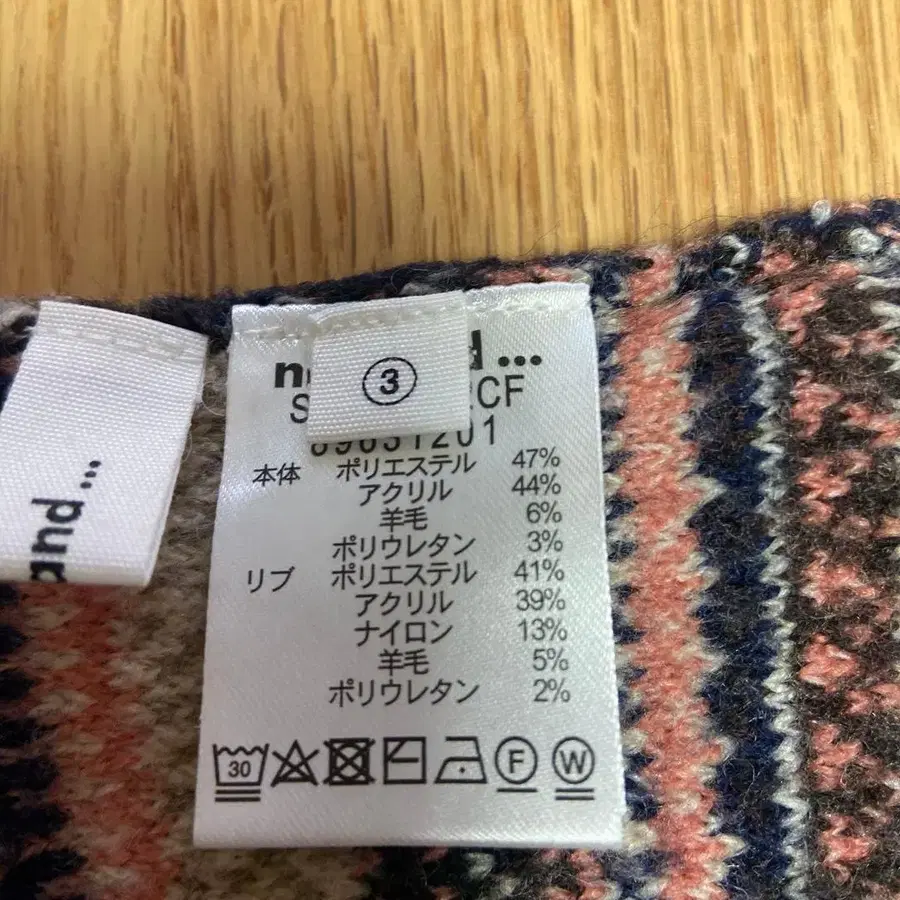 and...
③
...
CF
89631201
本体 ポリエステル 47%
アクリル 44%
羊毛 6%
ポリウレタン 3%
リブ ポリエステル 41%
アクリル 39%
ナイロン 13%
羊毛 5%
ポリウレタン 2%
30 F W